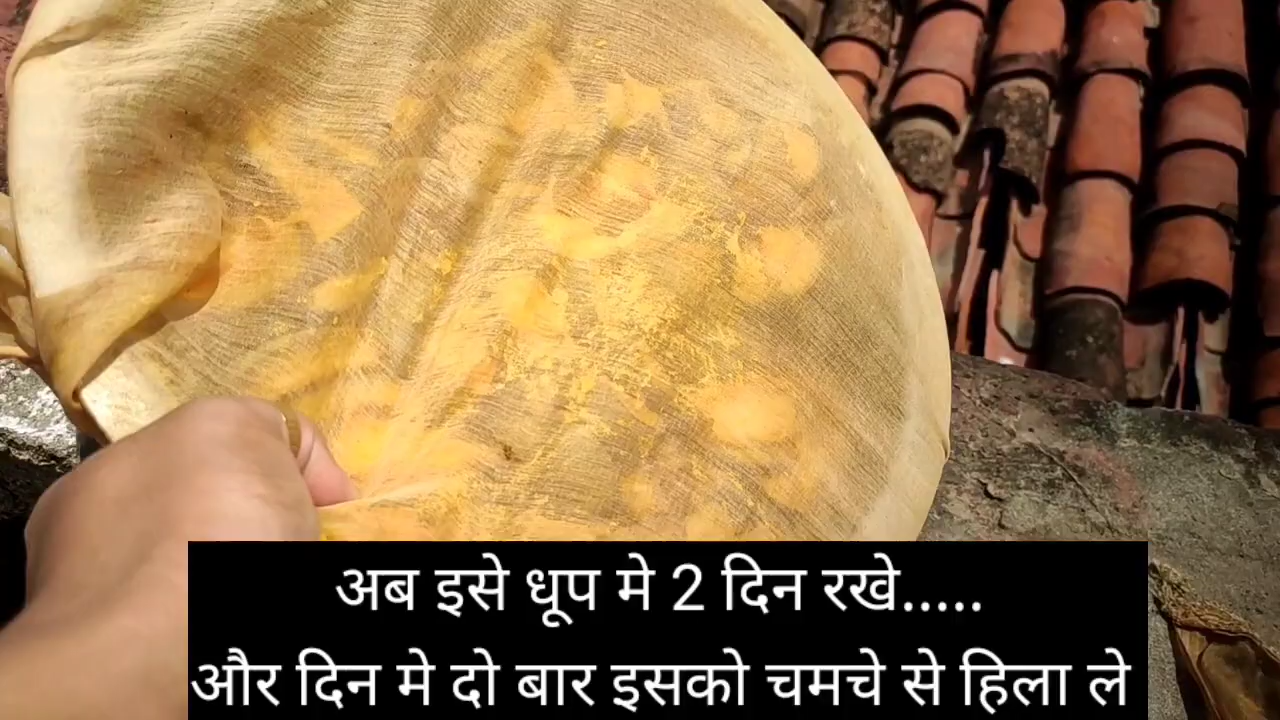 अब इसे धूप मे 2 दिन रखे.....
और दिन मे दो बार इसको चमचे से हिला ले